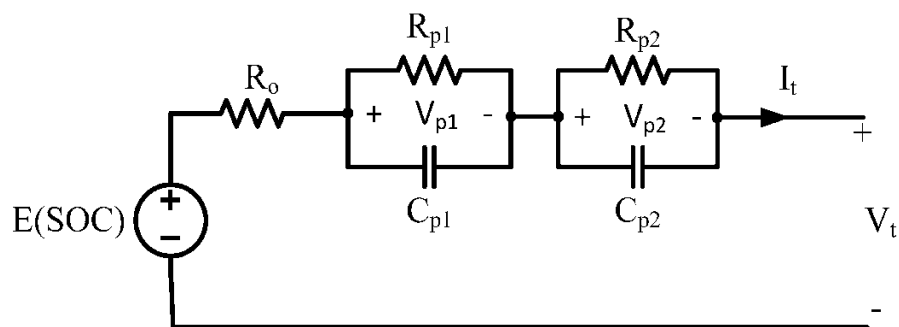 R_p1
R_p2
R_o
I_t
+ V_p1 -
+ V_p2 -
+
C_p1
C_p2
+
E(SOC)
−
V_t
-